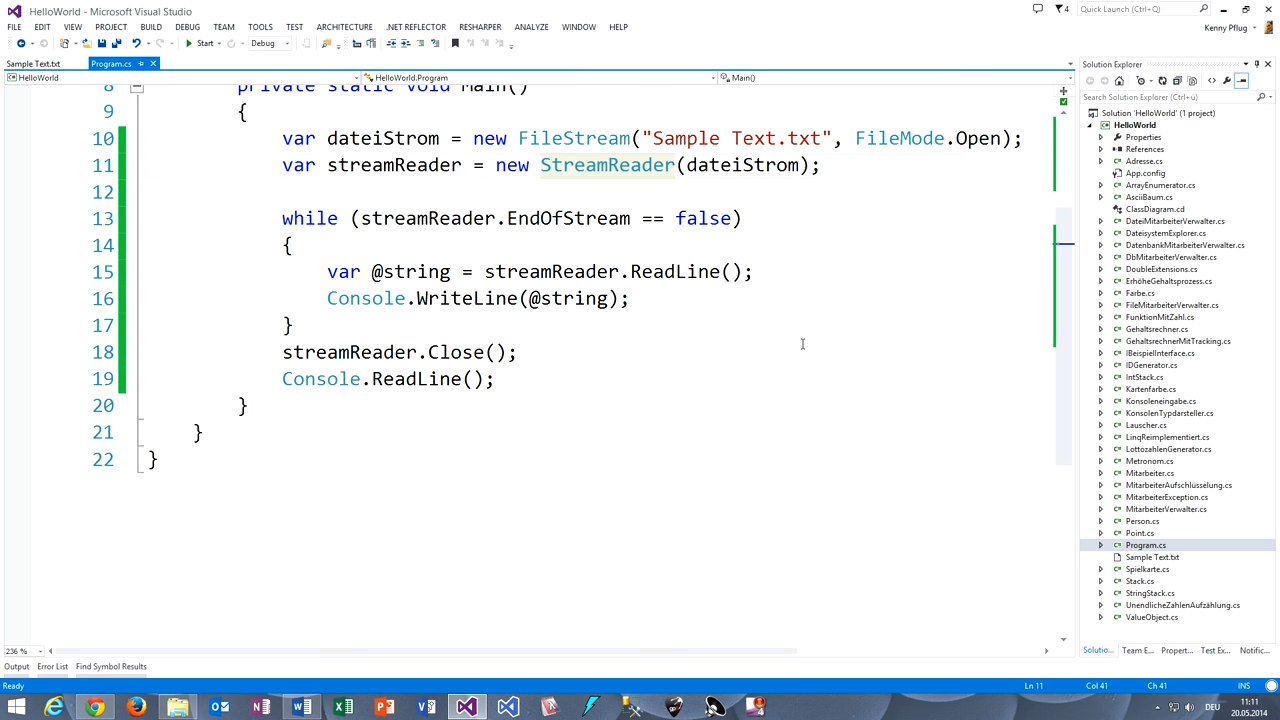 HelloWorld - Microsoft Visual Studio
4
Quick Launch (Ctrl+Q)
FILE EDIT VIEW PROJECT BUILD DEBUG TEAM TOOLS TEST ARCHITECTURE .NET REFLECTOR RESHARPER ANALYZE WINDOW HELP
Kenny Pflug
Start Debug
Sample Text.txt Program.cs
HelloWorld HelloWorld.Program Main()
8 private static void Main()
9 {
10 var dateiStrom = new FileStream("Sample Text.txt", FileMode.Open);
11 var streamReader = new StreamReader(dateiStrom);
12
13 while (streamReader.EndOfStream == false)
14 {
15 var @string = streamReader.ReadLine();
16 Console.WriteLine(@string);
17 }
18 streamReader.Close();
19 Console.ReadLine();
20 }
21 }
22 }
236 %
Solution Explorer
Search Solution Explorer (Ctrl+ü)
Solution 'HelloWorld' (1 project)
HelloWorld
Properties
References
Adresse.cs
App.config
ArrayEnumerator.cs
AsciiBaum.cs
ClassDiagram.cd
DateiMitarbeiterVerwalter.cs
DateisystemExplorer.cs
DatenbankMitarbeiterVerwalter.cs
DbMitarbeiterVerwalter.cs
DoubleExtensions.cs
ErhöheGehaltsprozess.cs
Farbe.cs
FileMitarbeiterVerwalter.cs
FunktionMitZahl.cs
Gehaltsrechner.cs
GehaltsrechnerMitTracking.cs
IBeispielInterface.cs
IDGenerator.cs
IntStack.cs
Kartenfarbe.cs
Konsoleneingabe.cs
KonsolenTypdarsteller.cs
Lauscher.cs
LinqReimplementiert.cs
LottozahlenGenerator.cs
Metronom.cs
Mitarbeiter.cs
MitarbeiterAufschlüsselung.cs
MitarbeiterException.cs
MitarbeiterVerwalter.cs
Person.cs
Point.cs
Program.cs
Sample Text.txt
Spielkarte.cs
Stack.cs
StringStack.cs
UnendlicheZahlenAufzählung.cs
ValueObject.cs
Solutio... Team E... Propert... Test Ex... Notific...
Output Error List Find Symbol Results
Ready Ln 11 Col 41 Ch 41 INS
DEU
11:11
20.05.2014